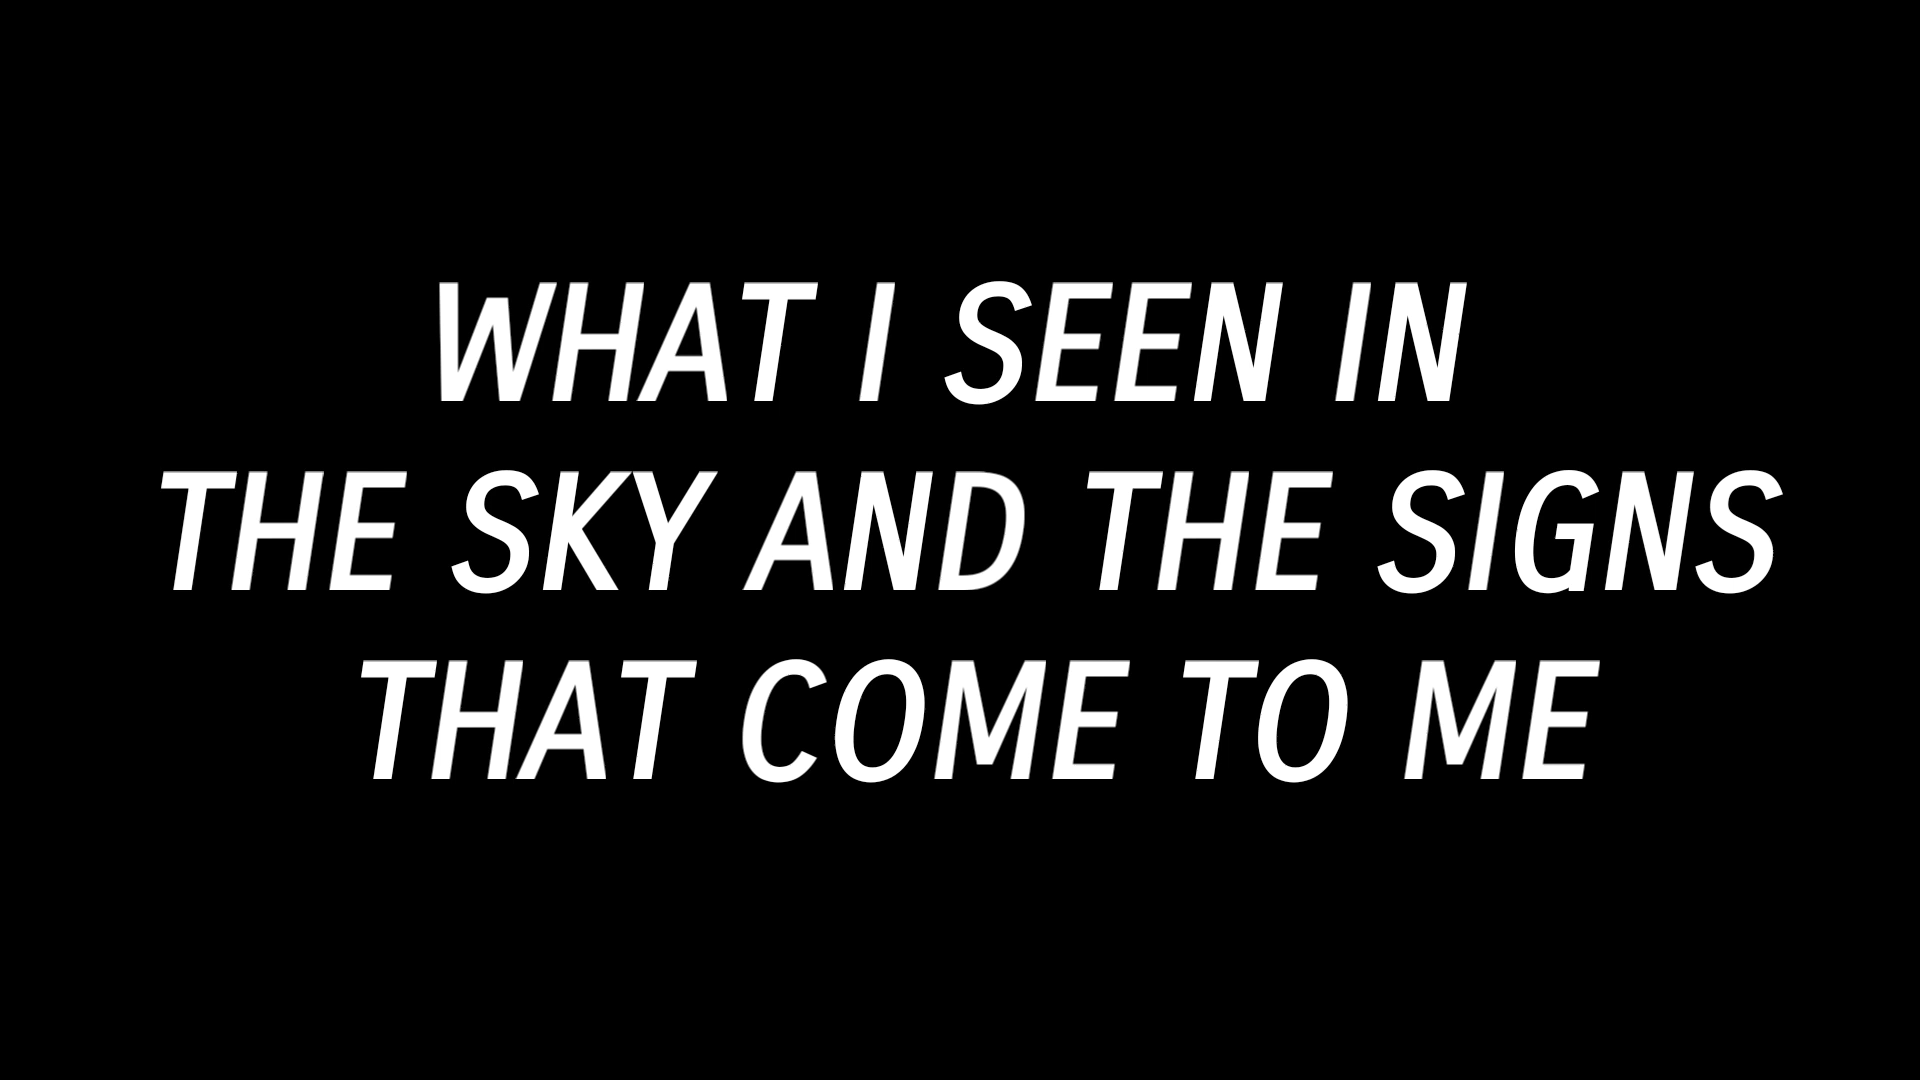 WHAT I SEEN IN
THE SKY AND THE SIGNS
THAT COME TO ME